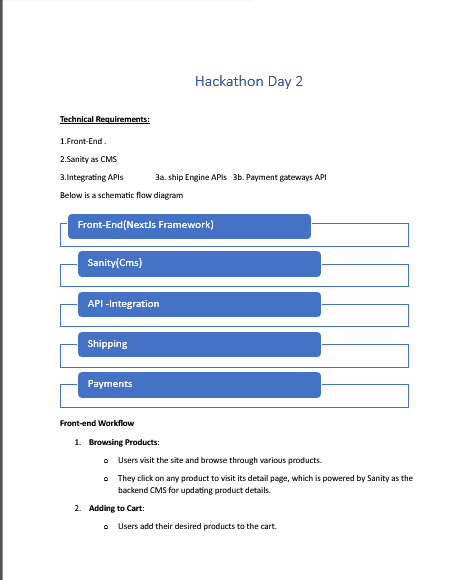 Hackathon Day 2
Technical Requirements:
1.Front-End .
2.Sanity as CMS
3.Integrating APIs 3a. ship Engine APIs 3b. Payment gateways API
Below is a schematic flow diagram
Front-End(NextJs Framework)
Sanity(Cms)
API -Integration
Shipping
Payments
Front-end Workflow
1. Browsing Products:
o Users visit the site and browse through various products.
o They click on any product to visit its detail page, which is powered by Sanity as the
backend CMS for updating product details.
2. Adding to Cart:
o Users add their desired products to the cart.